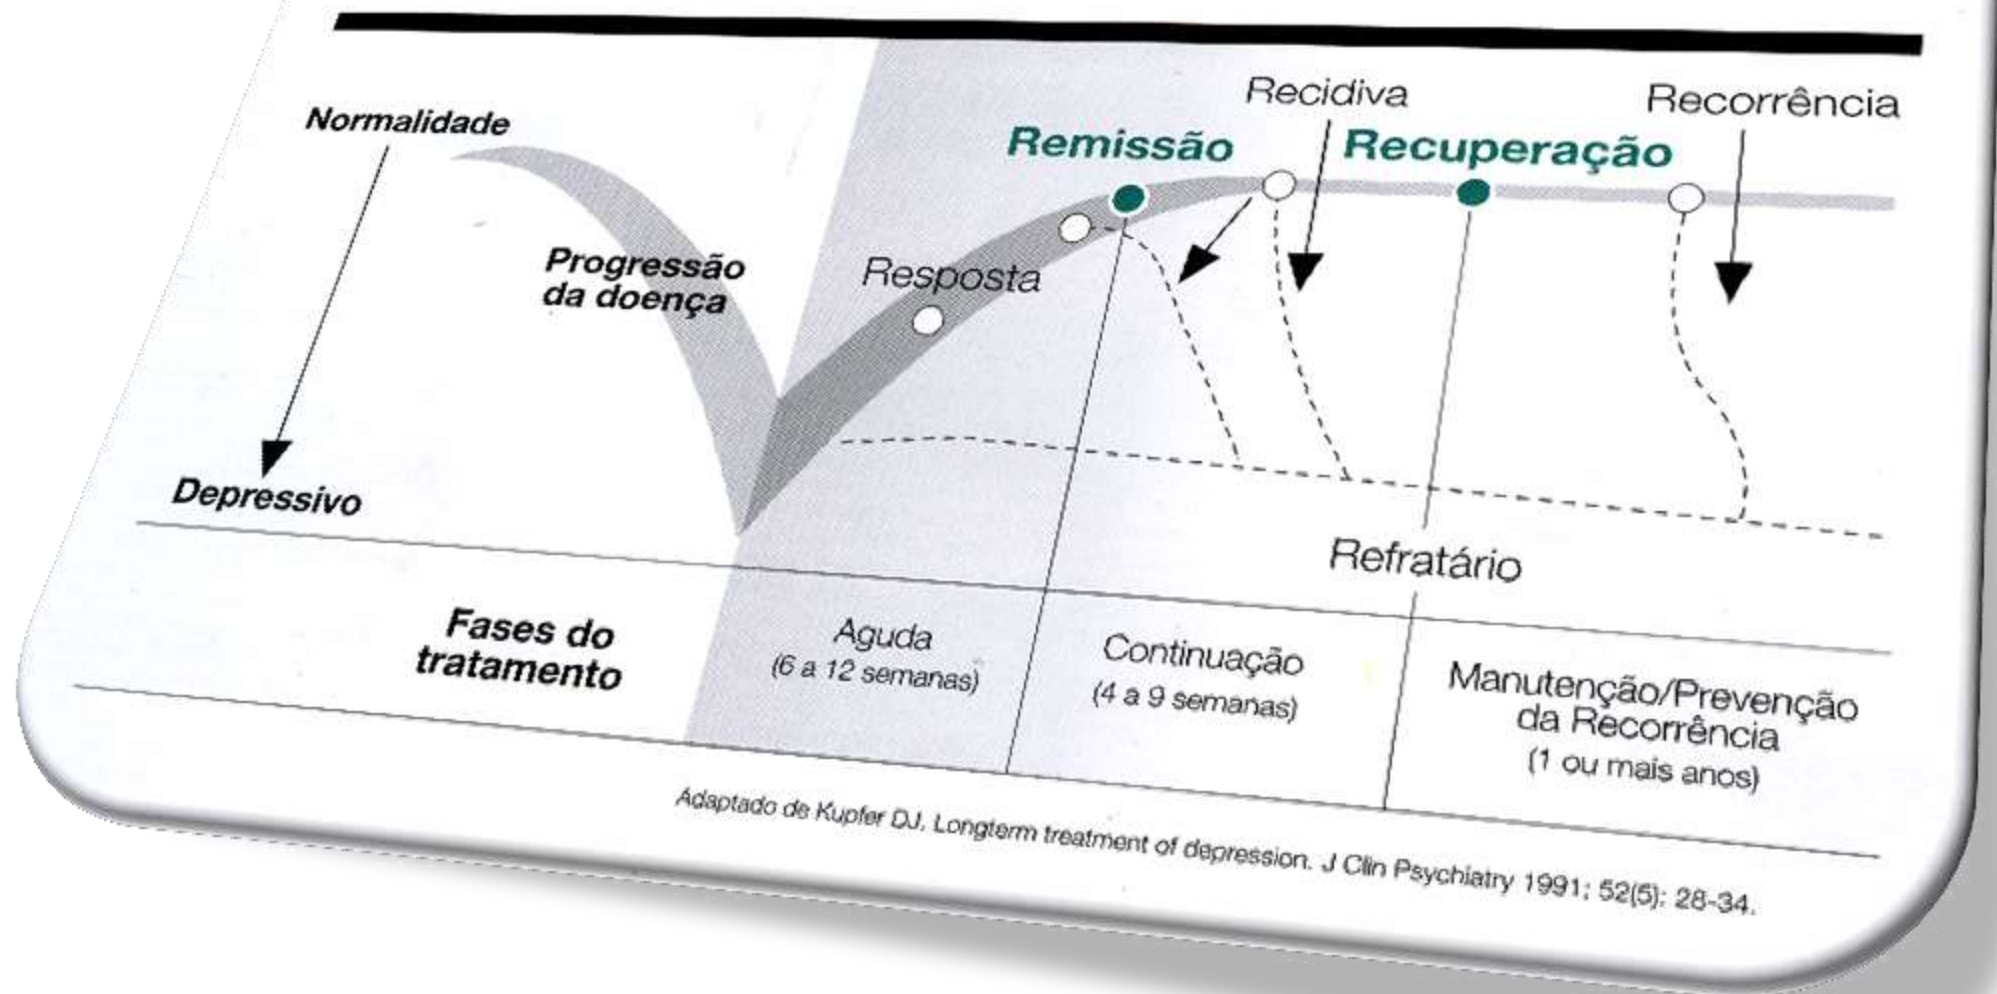 Normalidade
Recidiva
Recorrência
Remissão
Recuperação
Progressão
da doença
Resposta
Depressivo
Refratário
Fases do
tratamento
Aguda
(6 a 12 semanas)
Continuação
(4 a 9 semanas)
Manutenção/Prevenção
da Recorrência
(1 ou mais anos)
Adaptado de Kupfer DJ. Longterm treatment of depression. J Clin Psychiatry 1991; 52(5): 28-34.